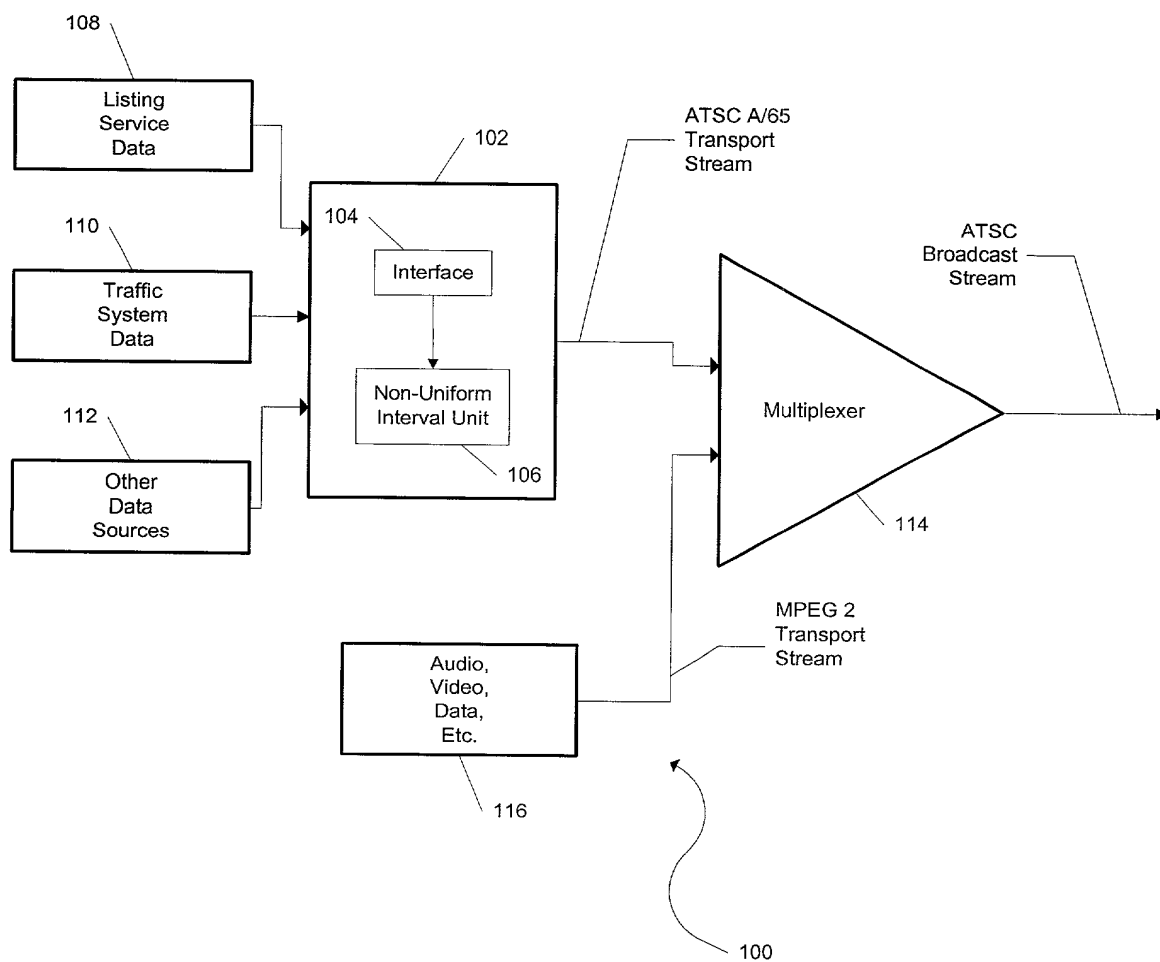 108
Listing
Service
Data
110
Traffic
System
Data
112
Other
Data
Sources
102
104
Interface
Non-Uniform
Interval Unit
106
ATSC A/65
Transport
Stream
ATSC
Broadcast
Stream
Multiplexer
114
MPEG 2
Transport
Stream
Audio,
Video,
Data,
Etc.
116
100